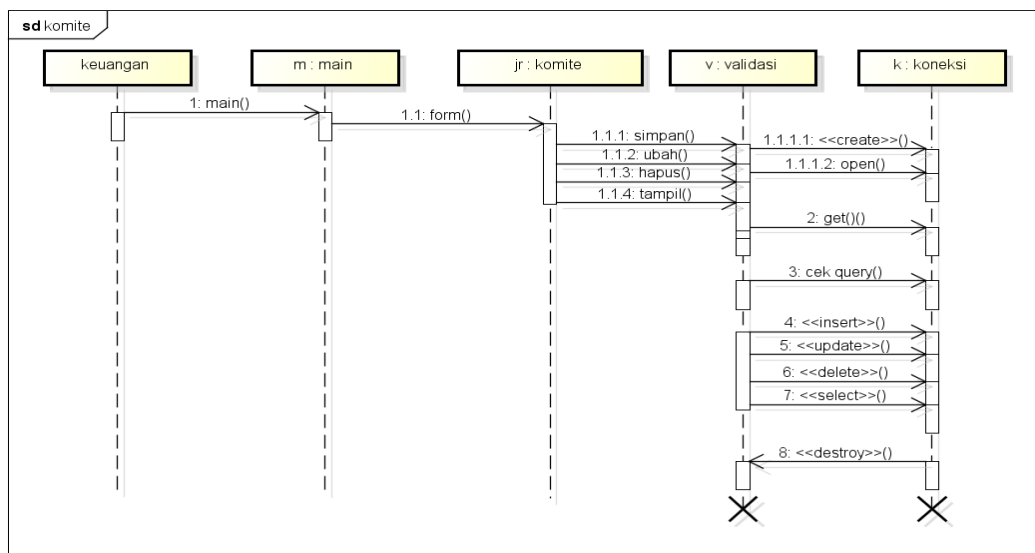 sd komite
keuangan
m : main
jr : komite
v : validasi
k : koneksi
1: main()
1.1: form()
1.1.1: simpan()
1.1.1.1: <<create>>()
1.1.2: ubah()
1.1.3: hapus()
1.1.1.2: open()
1.1.4: tampil()
2: get()()
3: cek query()
4: <<insert>>()
5: <<update>>()
6: <<delete>>()
7: <<select>>()
8: <<destroy>>()